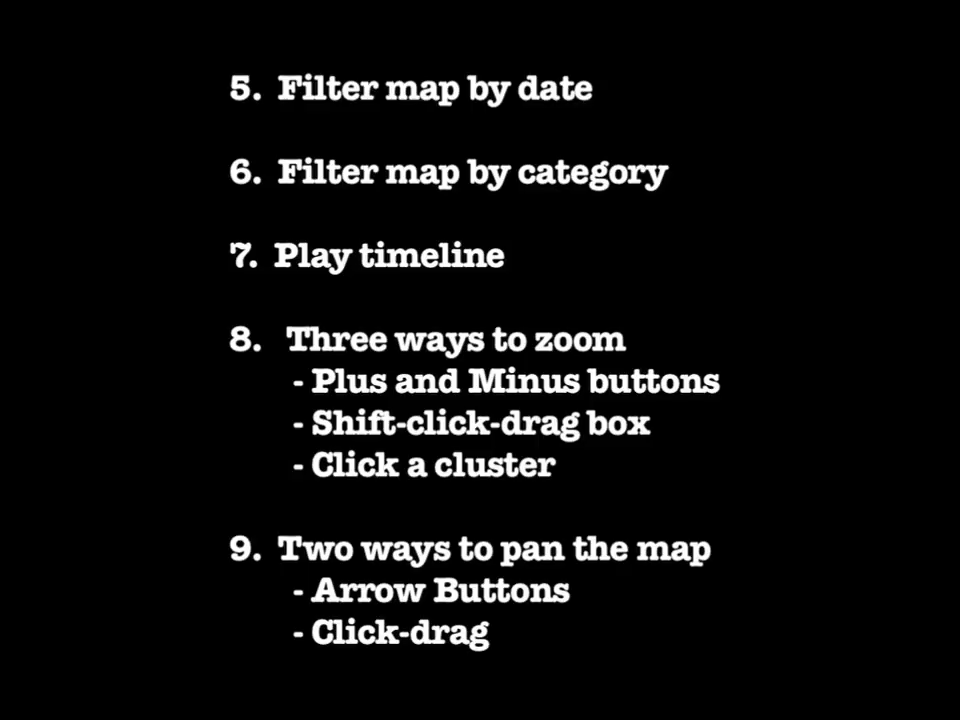 5. Filter map by date
6. Filter map by category
7. Play timeline
8. Three ways to zoom
- Plus and Minus buttons
- Shift-click-drag box
- Click a cluster
9. Two ways to pan the map
- Arrow Buttons
- Click-drag